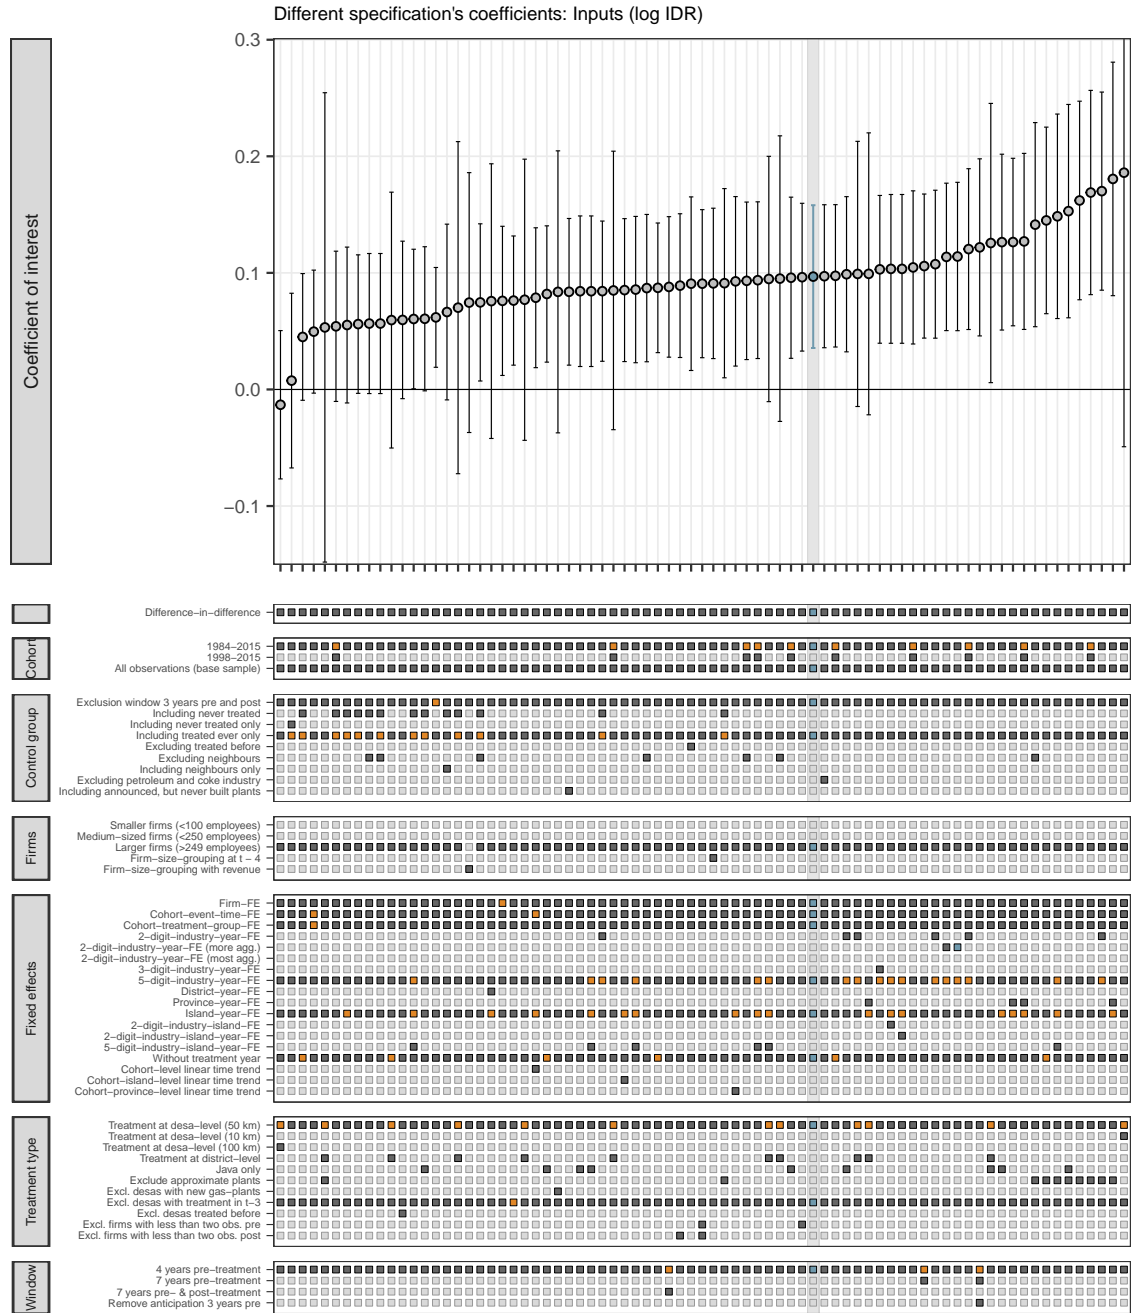 Different specification's coefficients: Inputs (log IDR)
0.3
0.2
0.1
0.0
−0.1
Coefficient of interest
Difference−in−difference
Cohort
1984−2015
1998−2015
All observations (base sample)
Control group
Exclusion window 3 years pre and post
Including never treated
Including never treated only
Including treated ever only
Excluding treated before
Excluding neighbours
Including neighbours only
Excluding petroleum and coke industry
Including announced, but never built plants
Firms
Smaller firms (<100 employees)
Medium−sized firms (<250 employees)
Larger firms (>249 employees)
Firm−size−grouping at t − 4
Firm−size−grouping with revenue
Fixed effects
Firm−FE
Cohort−event−time−FE
Cohort−treatment−group−FE
2−digit−industry−year−FE
2−digit−industry−year−FE (more agg.)
2−digit−industry−year−FE (most agg.)
3−digit−industry−year−FE
5−digit−industry−year−FE
District−year−FE
Province−year−FE
Island−year−FE
2−digit−industry−island−FE
2−digit−industry−island−year−FE
5−digit−industry−island−year−FE
Without treatment year
Cohort−level linear time trend
Cohort−island−level linear time trend
Cohort−province−level linear time trend
Treatment type
Treatment at desa−level (50 km)
Treatment at desa−level (10 km)
Treatment at desa−level (100 km)
Treatment at district−level
Java only
Exclude approximate plants
Excl. desas with new gas−plants
Excl. desas with treatment in t−3
Excl. desas treated before
Excl. firms with less than two obs. pre
Excl. firms with less than two obs. post
Window
4 years pre−treatment
7 years pre−treatment
7 years pre− & post−treatment
Remove anticipation 3 years pre